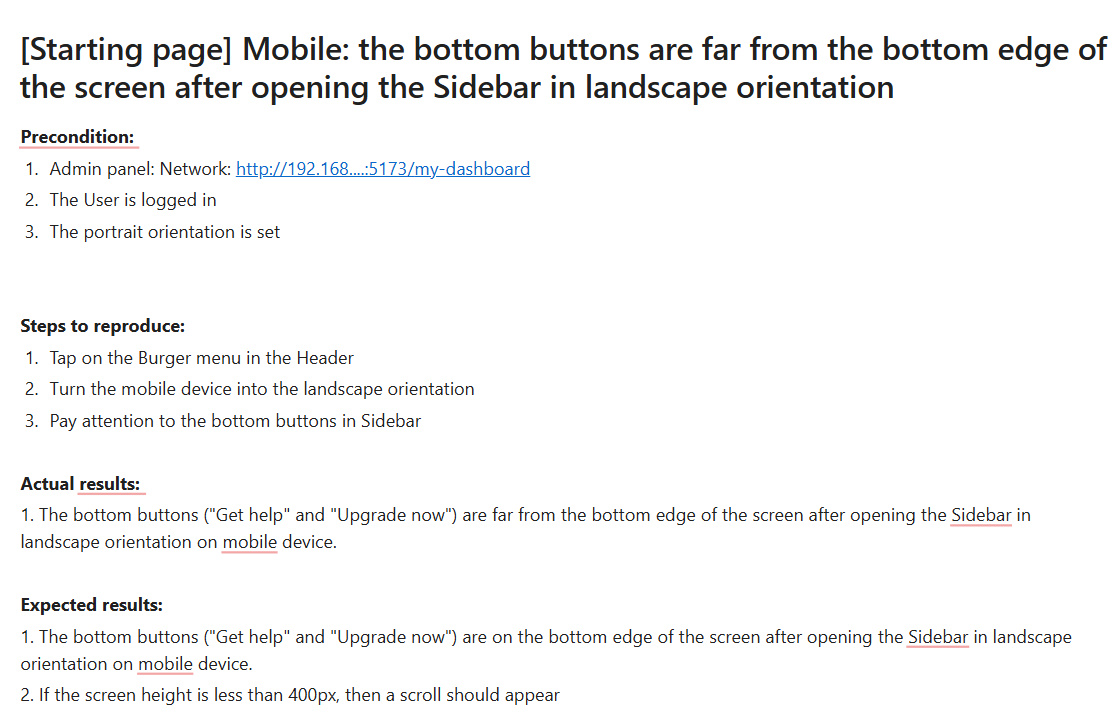 [Starting page] Mobile: the bottom buttons are far from the bottom edge of
the screen after opening the Sidebar in landscape orientation
Precondition:
1. Admin panel: Network: http://192.168....:5173/my-dashboard
2. The User is logged in
3. The portrait orientation is set
Steps to reproduce:
1. Tap on the Burger menu in the Header
2. Turn the mobile device into the landscape orientation
3. Pay attention to the bottom buttons in Sidebar
Actual results:
1. The bottom buttons ("Get help" and "Upgrade now") are far from the bottom edge of the screen after opening the Sidebar in
landscape orientation on mobile device.
Expected results:
1. The bottom buttons ("Get help" and "Upgrade now") are on the bottom edge of the screen after opening the Sidebar in landscape
orientation on mobile device.
2. If the screen height is less than 400px, then a scroll should appear